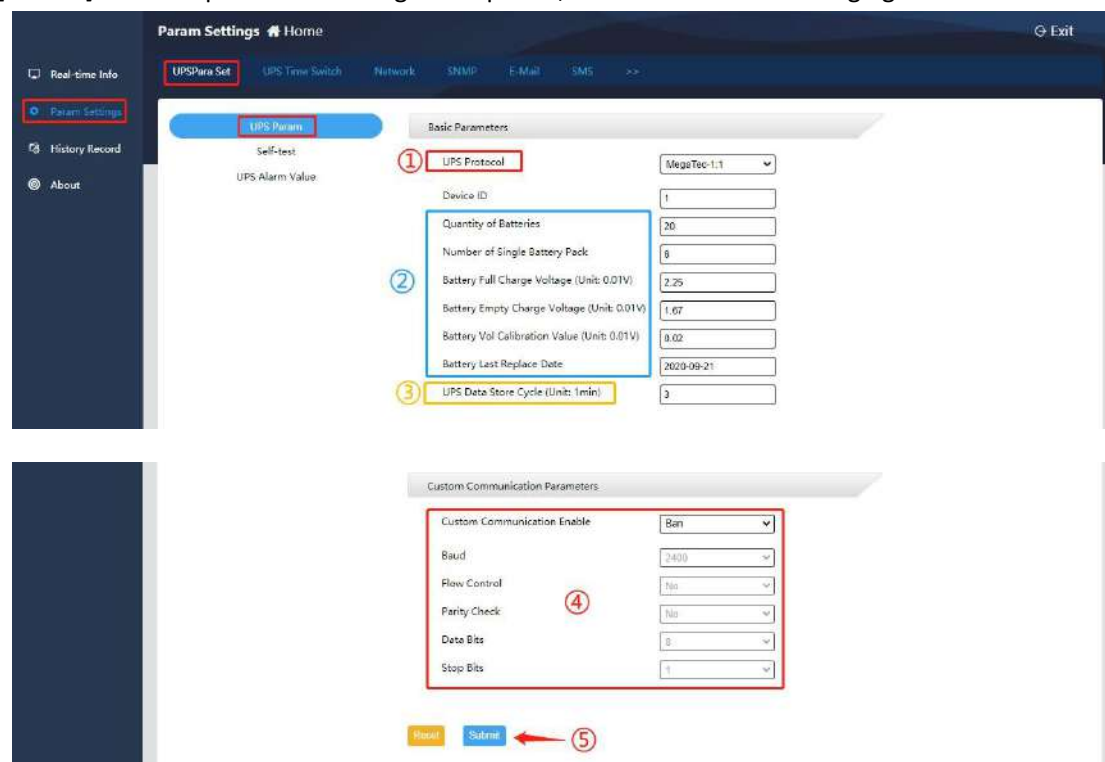 Param Settings Home Exit
Real-time Info
Param Settings
History Record
About
UPSPara Set UPS Time Switch Network SNMP E-Mail SMS >>
UPS Param
Self-test
UPS Alarm Value
Basic Parameters
① UPS Protocol MegaTec-1:1
Device ID 1
②
Quantity of Batteries 20
Number of Single Battery Pack 6
Battery Full Charge Voltage (Unit: 0.01V) 2.25
Battery Empty Charge Voltage (Unit: 0.01V) 1.67
Battery Vol Calibration Value (Unit: 0.01V) 0.02
Battery Last Replace Date 2020-09-21
③ UPS Data Store Cycle (Unit: 1min) 3
Custom Communication Parameters
Custom Communication Enable Ban
Baud 2400
Flow Control No
④
Parity Check No
Data Bits 8
Stop Bits 1
Reset Submit ⑤